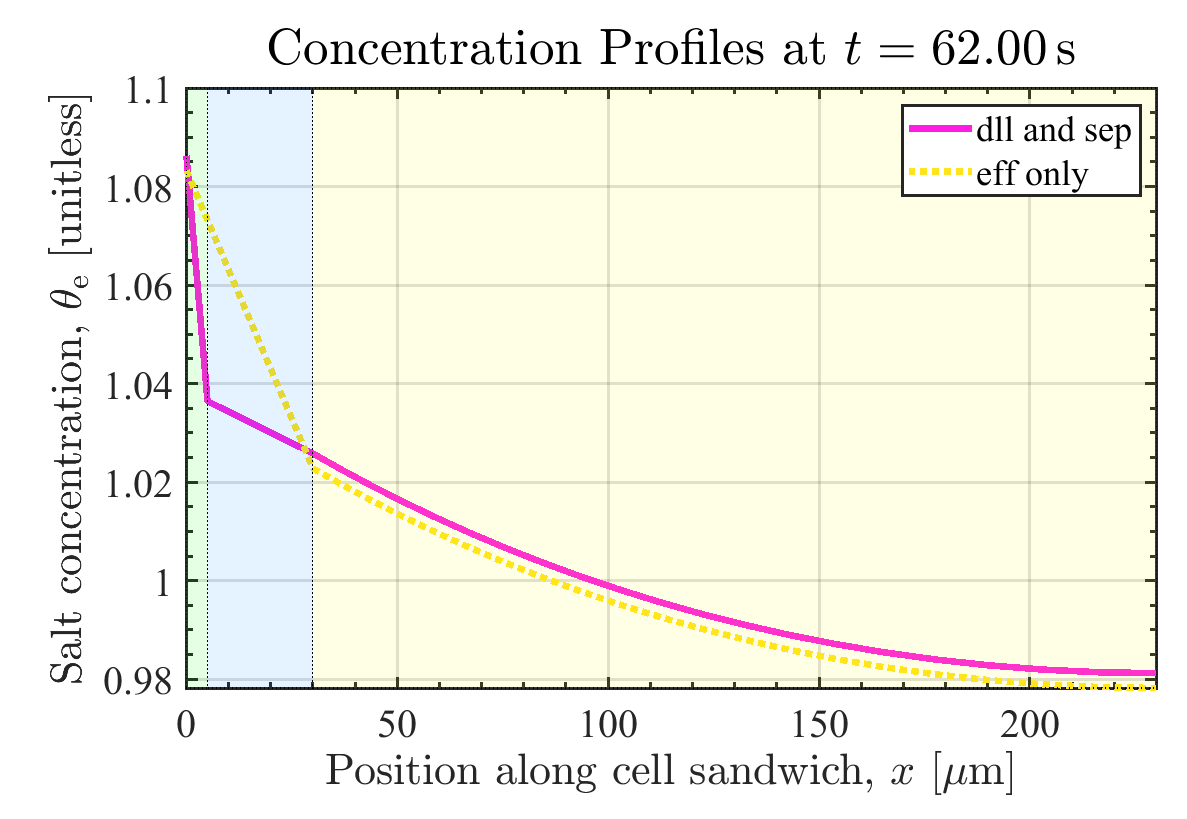 Concentration Profiles at t = 62.00 s
Salt concentration, θe [unitless]
1.1
1.08
1.06
1.04
1.02
1
0.98
dll and sep
eff only
0
50
100
150
200
Position along cell sandwich, x [μm]